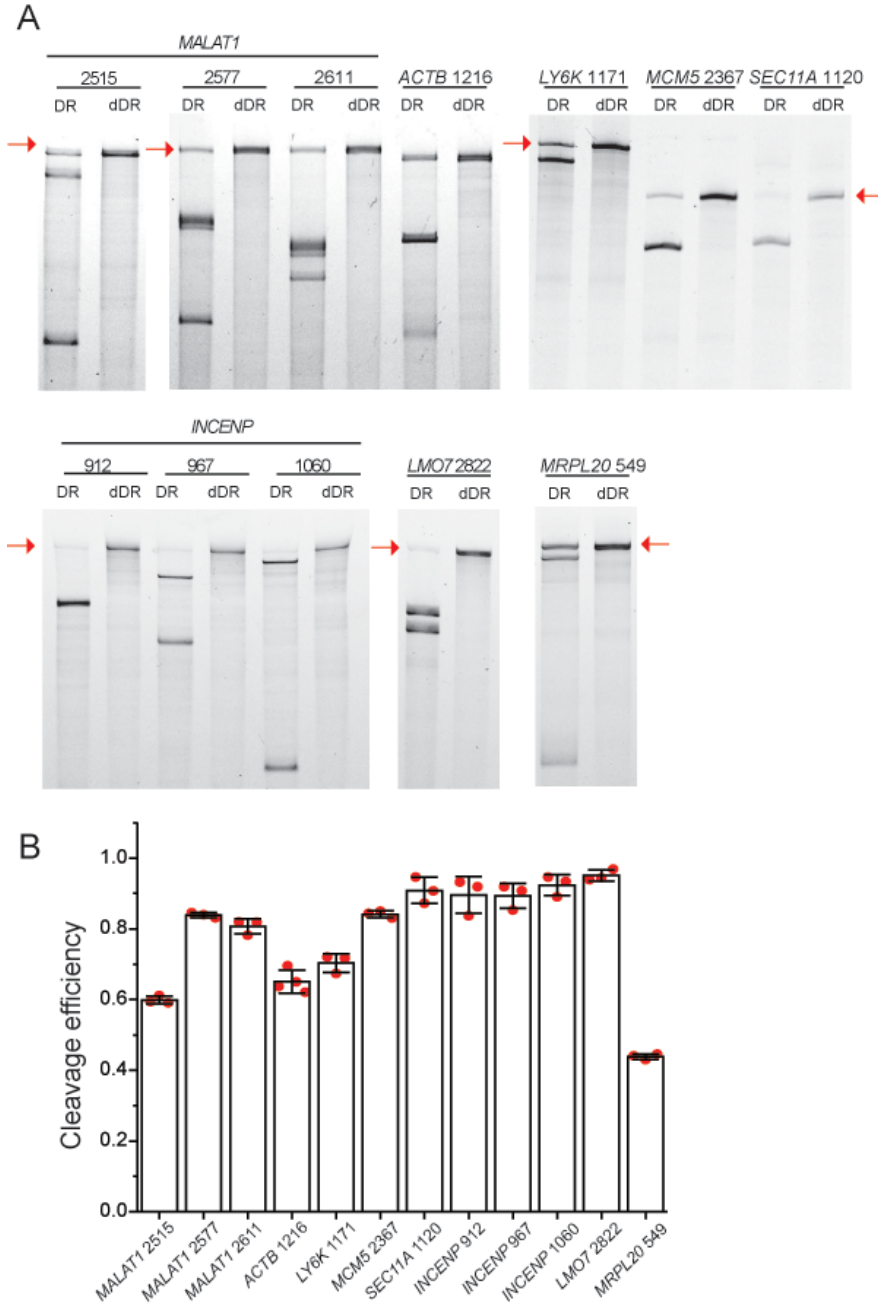 A
MALAT1
2515 2577 2611 ACTB 1216 LY6K 1171 MCM5 2367 SEC11A 1120
DR dDR DR dDR DR dDR DR dDR DR dDR DR dDR DR dDR
INCENP
912 967 1060 LMO7 2822 MRPL20 549
DR dDR DR dDR DR dDR DR dDR DR dDR
B
Cleavage efficiency
1.0
0.8
0.6
0.4
0.2
0.0
MALAT1 2515
MALAT1 2577
MALAT1 2611
ACTB 1216
LY6K 1171
MCM5 2367
SEC11A 1120
INCENP 912
INCENP 967
INCENP 1060
LMO7 2822
MRPL20 549